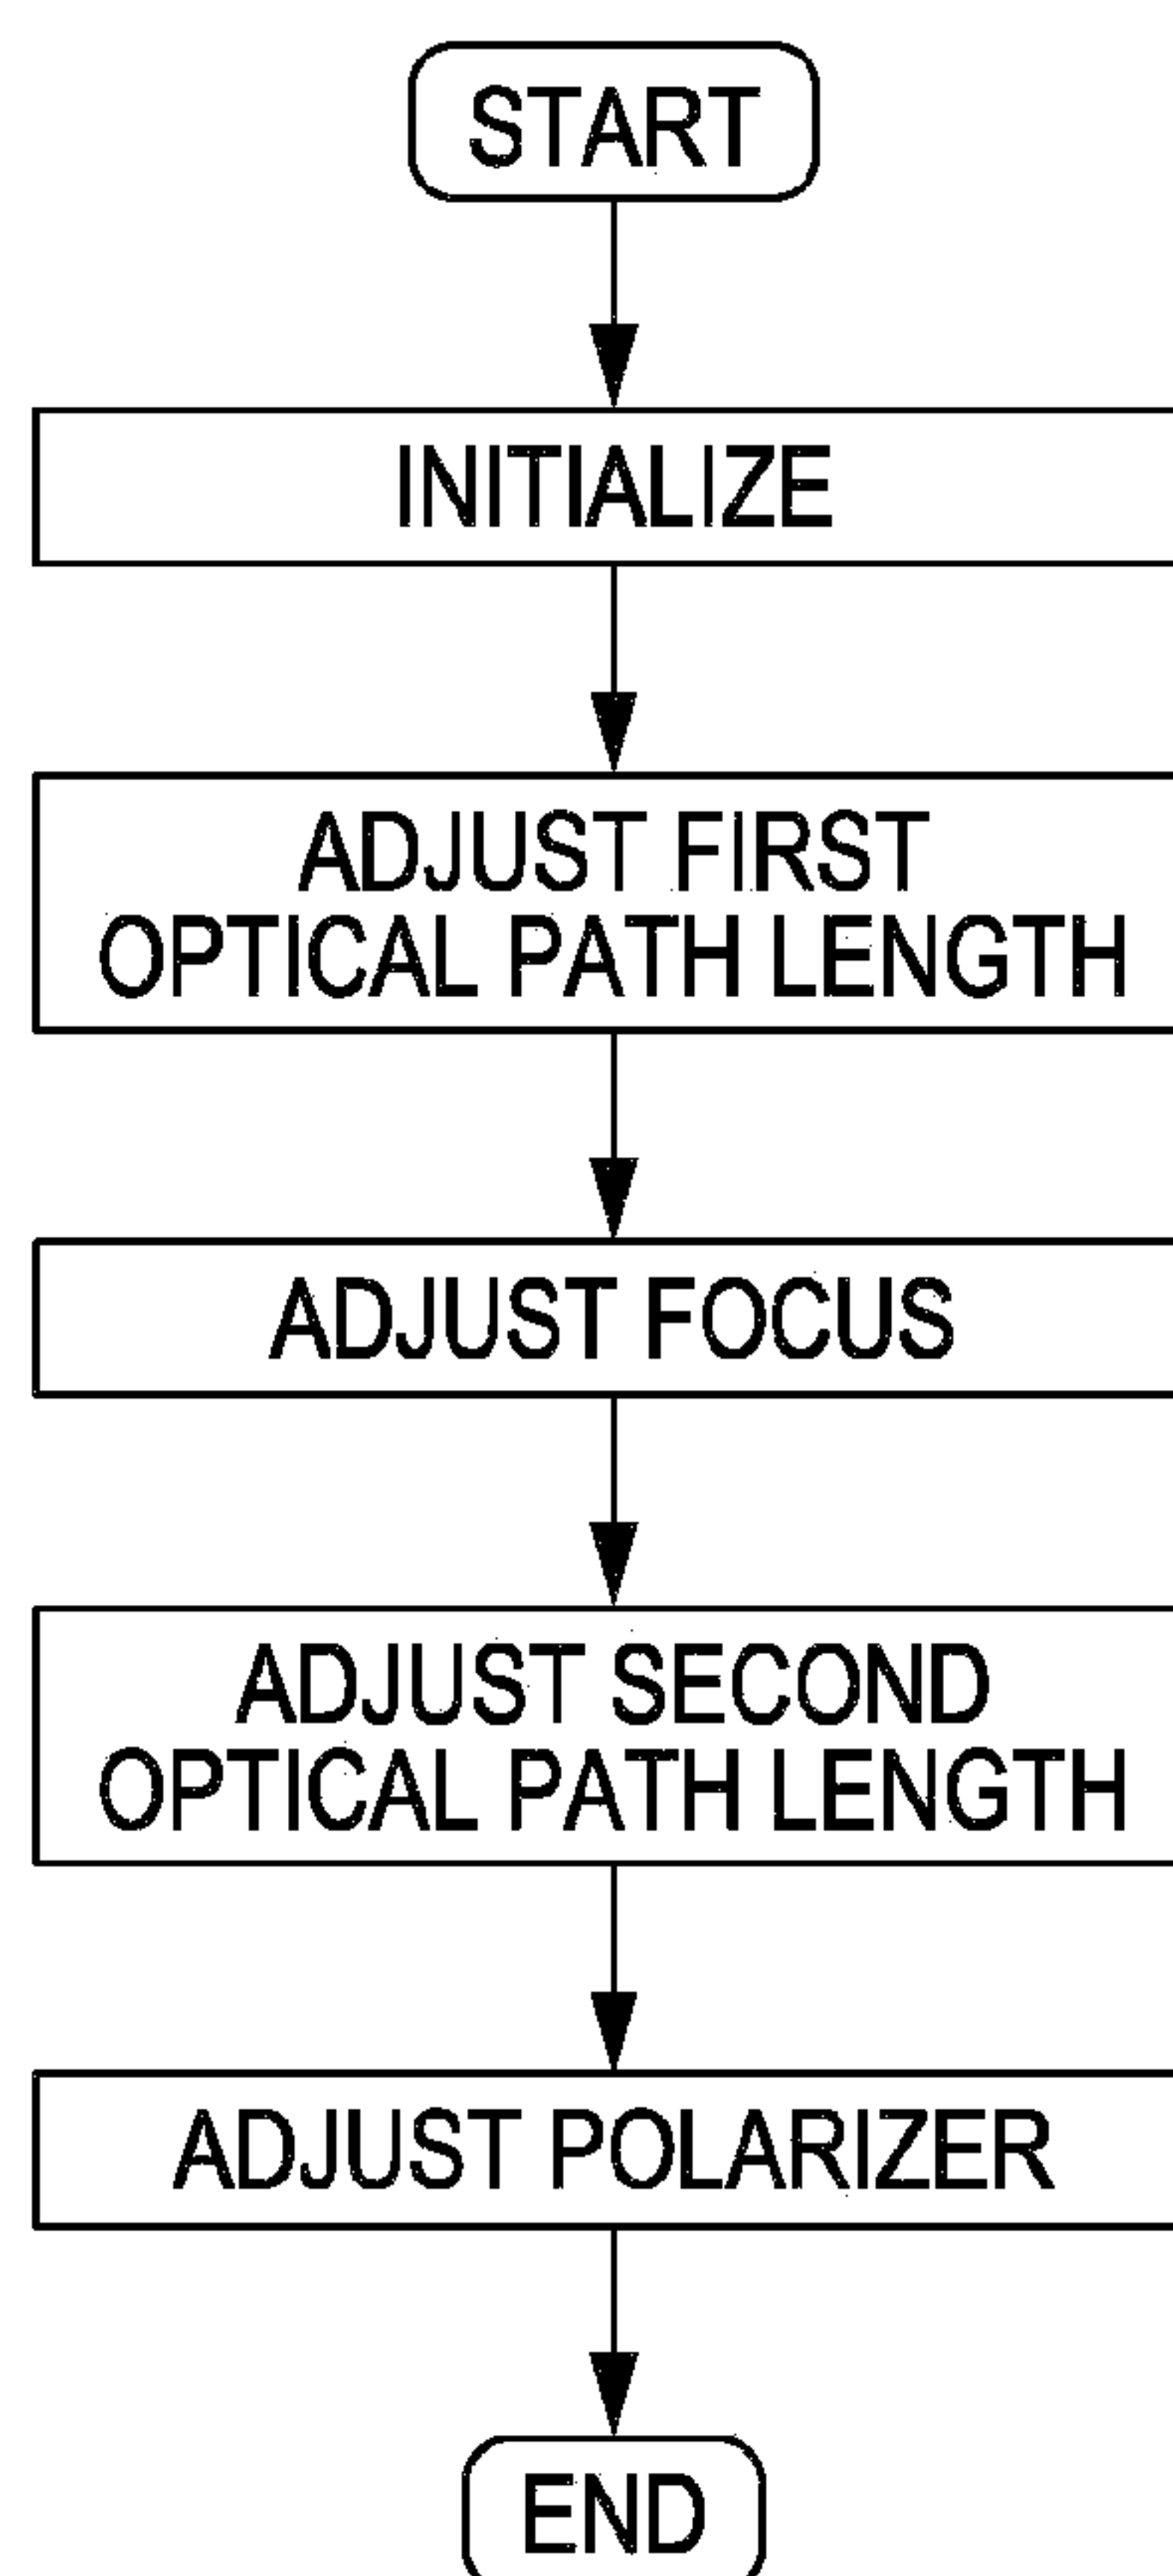 START
INITIALIZE
ADJUST FIRST
OPTICAL PATH LENGTH
ADJUST FOCUS
ADJUST SECOND
OPTICAL PATH LENGTH
ADJUST POLARIZER
END